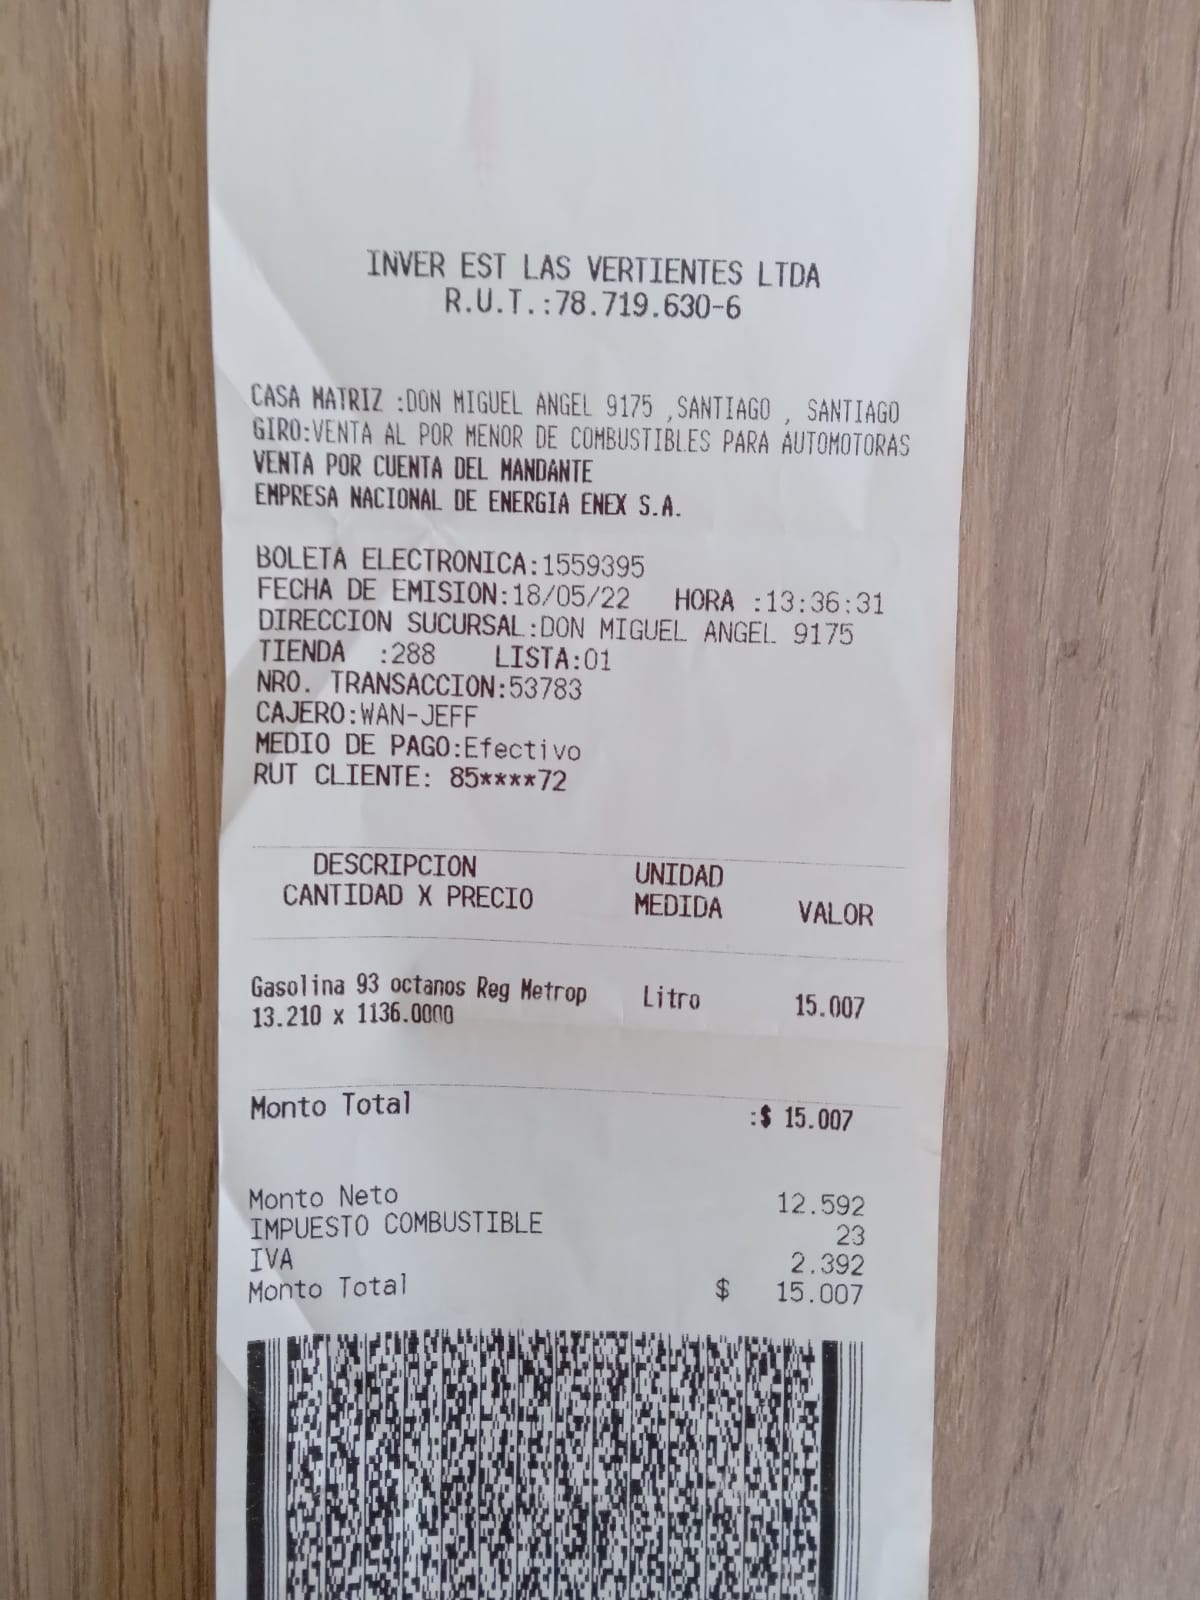 INVER EST LAS VERTIENTES LTDA
R.U.T.:78.719.630-6
CASA MATRIZ :DON MIGUEL ANGEL 9175 ,SANTIAGO , SANTIAGO
GIRO:VENTA AL POR MENOR DE COMBUSTIBLES PARA AUTOMOTORAS
VENTA POR CUENTA DEL MANDANTE
EMPRESA NACIONAL DE ENERGIA ENEX S.A.
BOLETA ELECTRONICA:1559395
FECHA DE EMISION:18/05/22 HORA :13:36:31
DIRECCION SUCURSAL:DON MIGUEL ANGEL 9175
TIENDA :288 LISTA:01
NRO. TRANSACCION:53783
CAJERO:WAN-JEFF
MEDIO DE PAGO:Efectivo
RUT CLIENTE: 85****72
DESCRIPCION UNIDAD
CANTIDAD X PRECIO MEDIDA VALOR
Gasolina 93 octanos Reg Metrop Litro 15.007
13.210 x 1136.0000
Monto Total :$ 15.007
Monto Neto 12.592
IMPUESTO COMBUSTIBLE 23
IVA 2.392
Monto Total $ 15.007